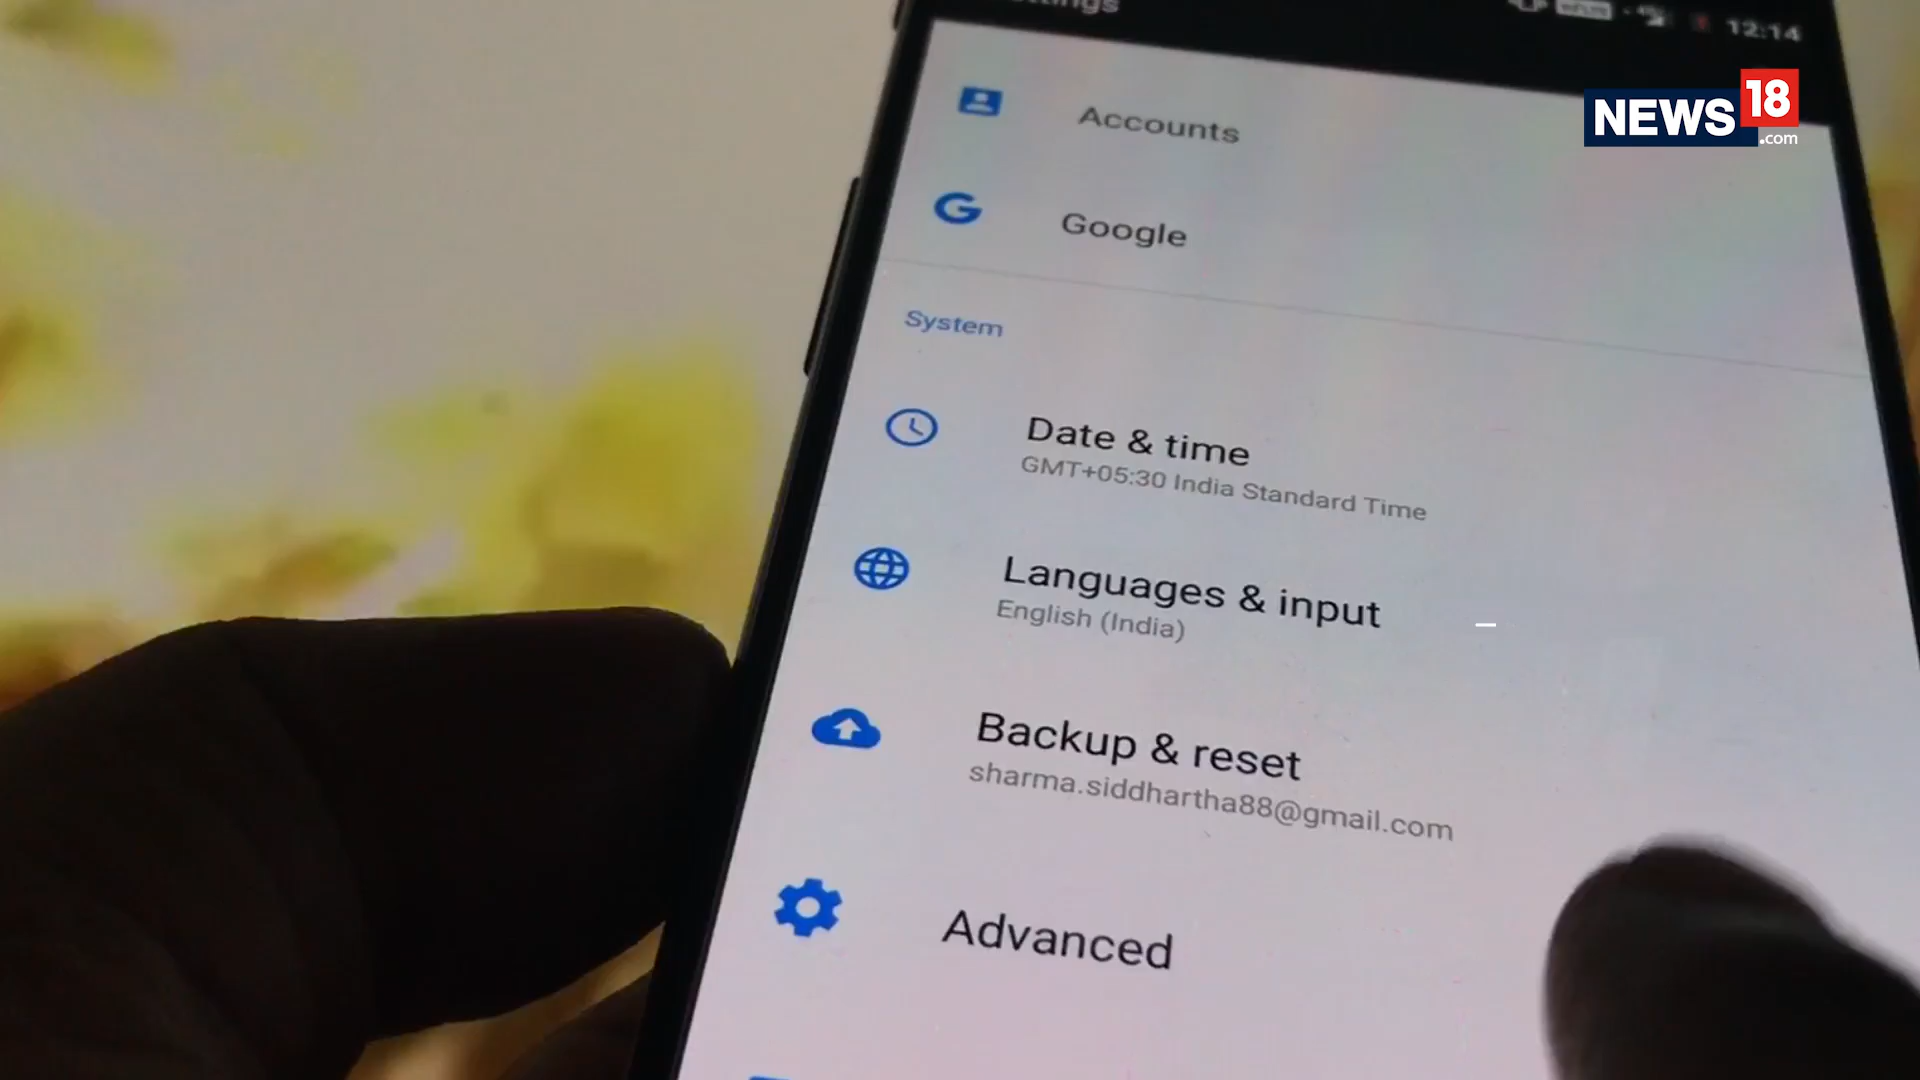 12:14
NEWS18
.com
Accounts
Google
System
Date & time
GMT+05:30 India Standard Time
Languages & input
English (India)
Backup & reset
sharma.siddhartha88@gmail.com
Advanced